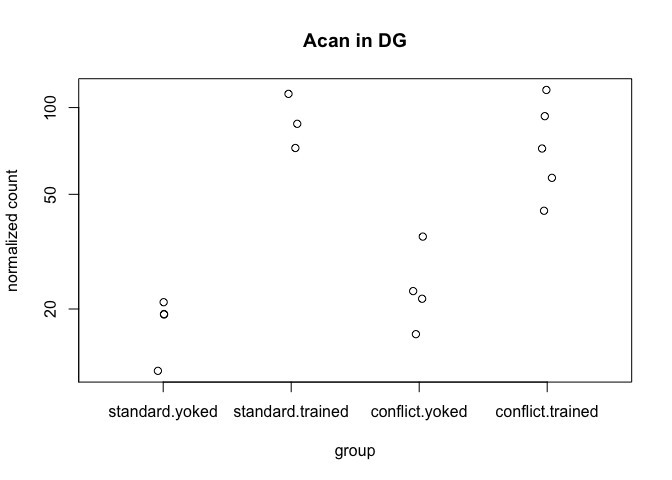 Acan in DG
normalized count
100
50
20
standard.yoked standard.trained conflict.yoked conflict.trained
group